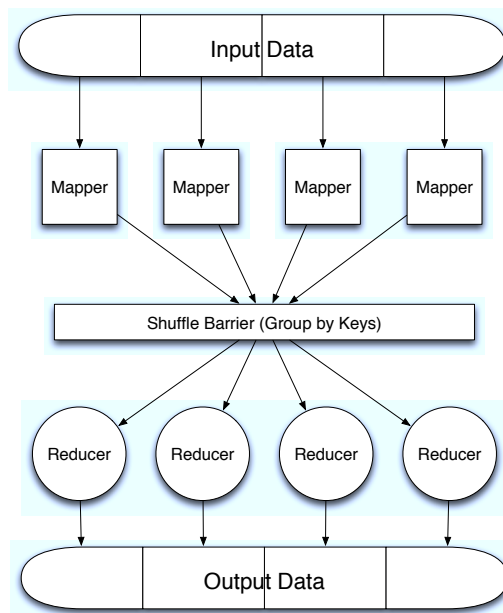 Input Data
Mapper Mapper Mapper Mapper
Shuffle Barrier (Group by Keys)
Reducer Reducer Reducer Reducer
Output Data